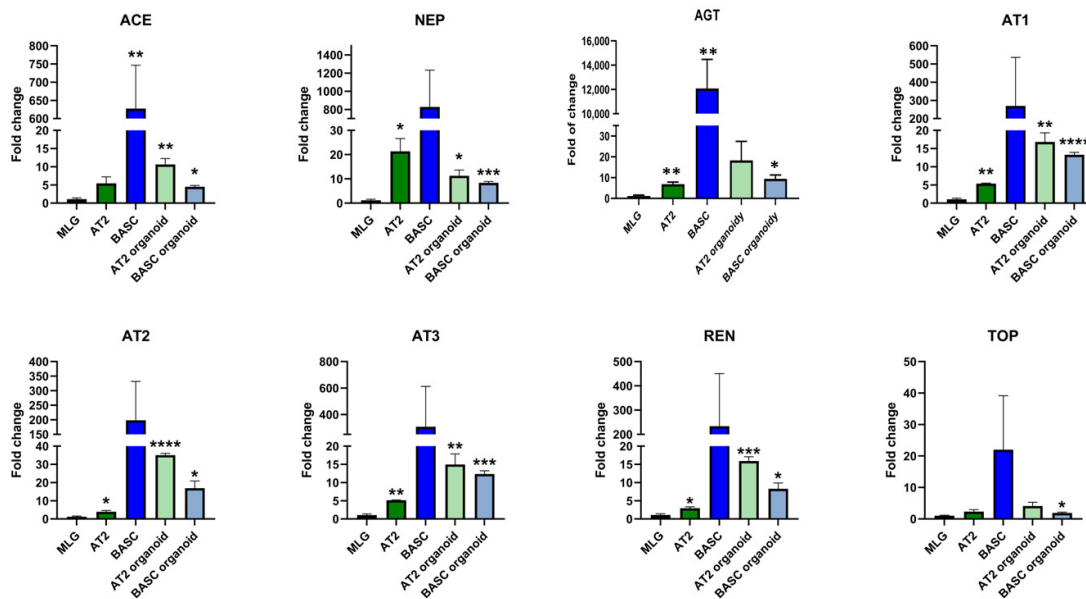 ACE
Fold change
800
750
700
650
600
20
15
10
5
0
**
**
*
MLG
AT2
BASC
AT2 organoid
BASC organoid
NEP
Fold change
1400
1200
1000
800
30
20
10
0
*
*
***
MLG
AT2
BASC
AT2 organoid
BASC organoid
AGT
Fold of change
16,000
14,000
12,000
10,000
30
20
10
0
**
**
*
MLG
AT2
BASC
AT2 organoidy
BASC organoidy
AT1
Fold change
600
500
400
300
200
20
15
10
5
0
**
**
****
MLG
AT2
BASC
AT2 organoid
BASC organoid
AT2
Fold change
400
350
300
250
200
150
40
30
20
10
0
*
****
*
MLG
AT2
BASC
AT2 organoid
BASC organoid
AT3
Fold change
800
600
400
20
15
10
5
0
**
**
***
MLG
AT2
BASC
AT2 organoid
BASC organoid
REN
Fold change
500
400
300
200
20
15
10
5
0
*
***
*
MLG
AT2
BASC
AT2 organoid
BASC organoid
TOP
Fold change
50
40
30
20
10
0
*
MLG
AT2
BASC
AT2 organoid
BASC organoid